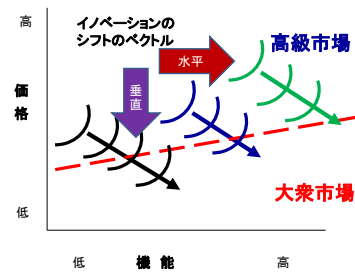 高
イノベーションの
シフトのベクトル
高級市場
水平
垂直
価格
大衆市場
低
低
機能
高